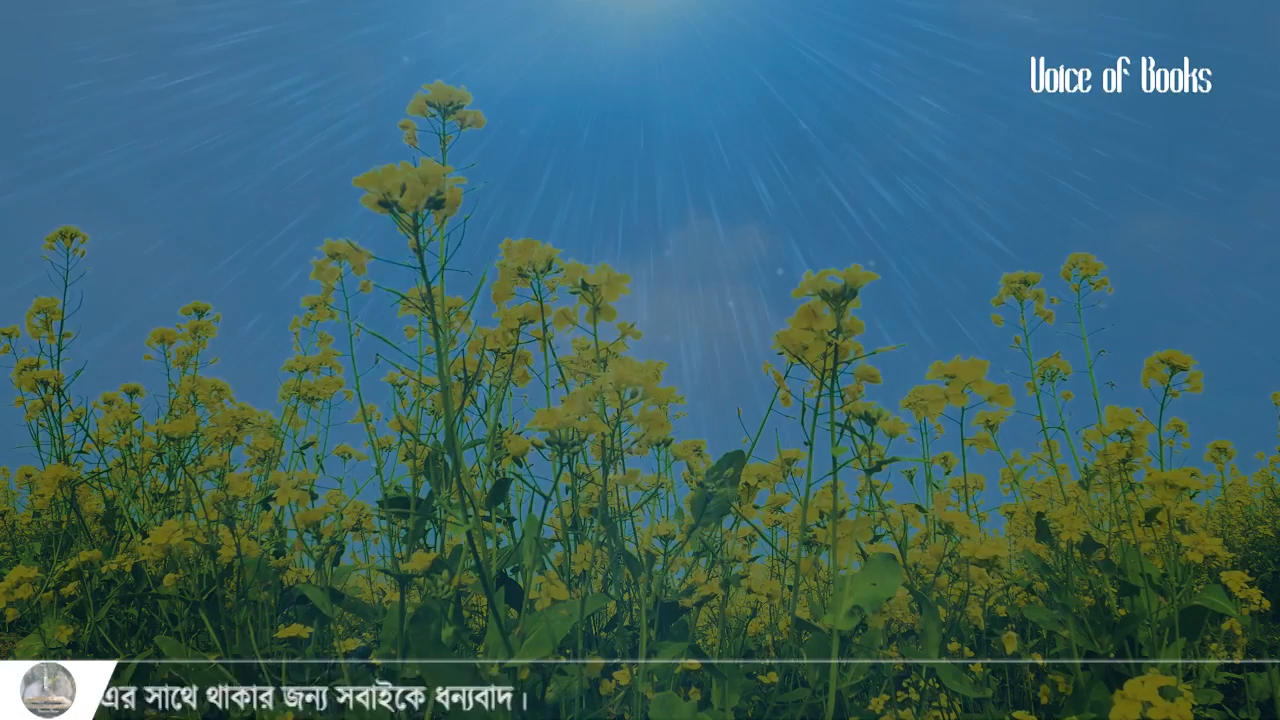 Voice of Books
এর সাথে থাকার জন্য সবাইকে ধন্যবাদ।